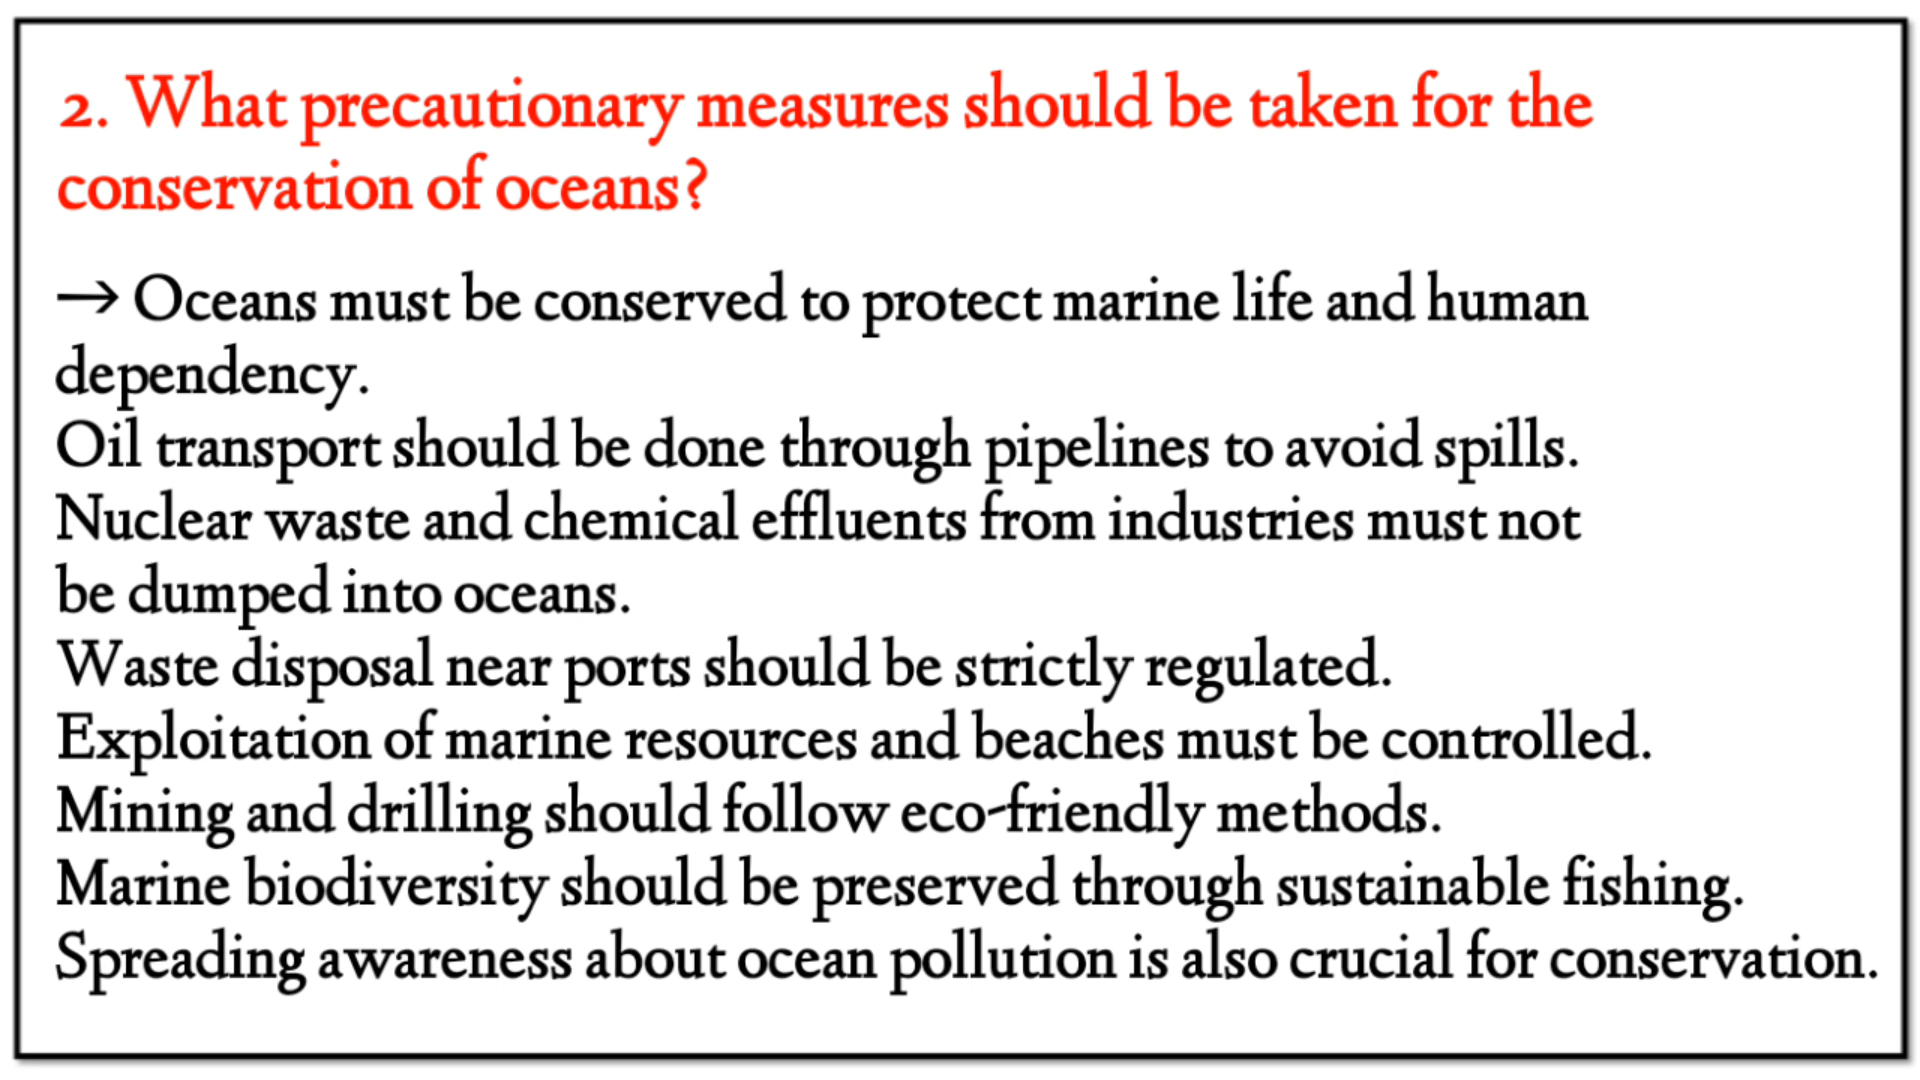 2. What precautionary measures should be taken for the
conservation of oceans?
→ Oceans must be conserved to protect marine life and human
dependency.
Oil transport should be done through pipelines to avoid spills.
Nuclear waste and chemical effluents from industries must not
be dumped into oceans.
Waste disposal near ports should be strictly regulated.
Exploitation of marine resources and beaches must be controlled.
Mining and drilling should follow eco-friendly methods.
Marine biodiversity should be preserved through sustainable fishing.
Spreading awareness about ocean pollution is also crucial for conservation.